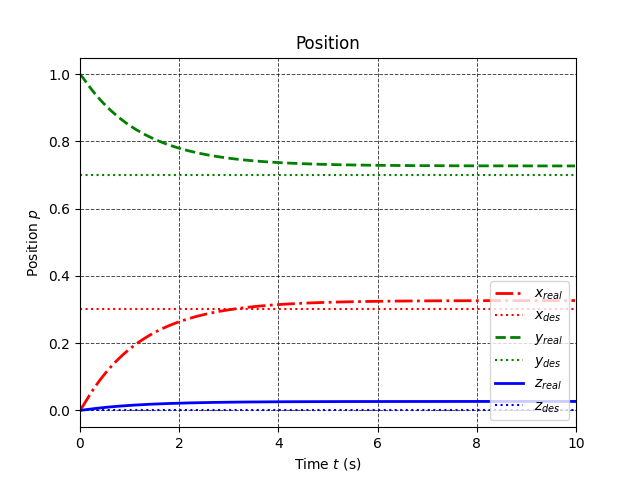 Position
Position p
1.0
0.8
0.6
0.4
0.2
0.0
0
2
4
6
8
10
Time t (s)
x_real
x_des
y_real
y_des
z_real
z_des